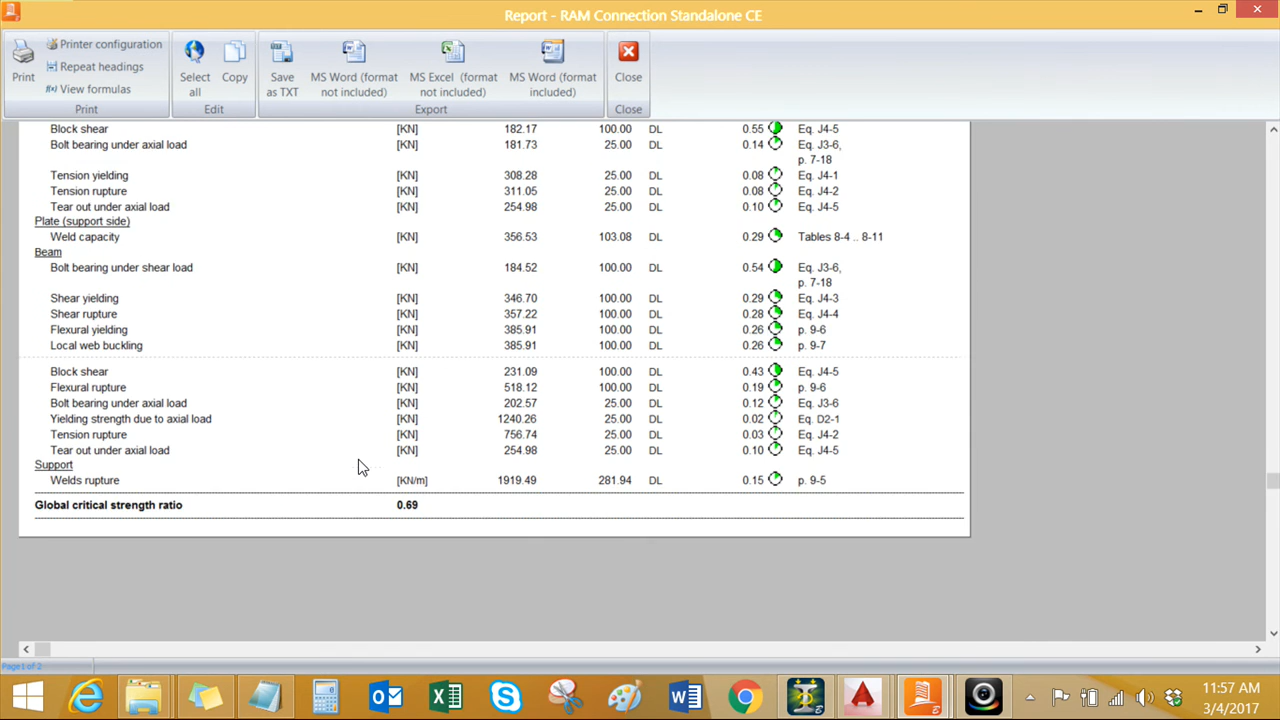 Report - RAM Connection Standalone CE
Print
Printer configuration
Repeat headings
f(x) View formulas
Print
Select all
Copy
Edit
Save as TXT
MS Word (format not included)
MS Excel (format not included)
MS Word (format included)
Export
Close
Close
Block shear [KN] 182.17 100.00 DL 0.55 Eq. J4-5
Bolt bearing under axial load [KN] 181.73 25.00 DL 0.14 Eq. J3-6,
p. 7-18
Tension yielding [KN] 308.28 25.00 DL 0.08 Eq. J4-1
Tension rupture [KN] 311.05 25.00 DL 0.08 Eq. J4-2
Tear out under axial load [KN] 254.98 25.00 DL 0.10 Eq. J4-5
Plate (support side)
Weld capacity [KN] 356.53 103.08 DL 0.29 Tables 8-4 .. 8-11
Beam
Bolt bearing under shear load [KN] 184.52 100.00 DL 0.54 Eq. J3-6,
p. 7-18
Shear yielding [KN] 346.70 100.00 DL 0.29 Eq. J4-3
Shear rupture [KN] 357.22 100.00 DL 0.28 Eq. J4-4
Flexural yielding [KN] 385.91 100.00 DL 0.26 p. 9-6
Local web buckling [KN] 385.91 100.00 DL 0.26 p. 9-7
Block shear [KN] 231.09 100.00 DL 0.43 Eq. J4-5
Flexural rupture [KN] 518.12 100.00 DL 0.19 p. 9-6
Bolt bearing under axial load [KN] 202.57 25.00 DL 0.12 Eq. J3-6
Yielding strength due to axial load [KN] 1240.26 25.00 DL 0.02 Eq. D2-1
Tension rupture [KN] 756.74 25.00 DL 0.03 Eq. J4-2
Tear out under axial load [KN] 254.98 25.00 DL 0.10 Eq. J4-5
Support
Welds rupture [KN/m] 1919.49 281.94 DL 0.15 p. 9-5
Global critical strength ratio 0.69
Page1 of 2
11:57 AM
3/4/2017